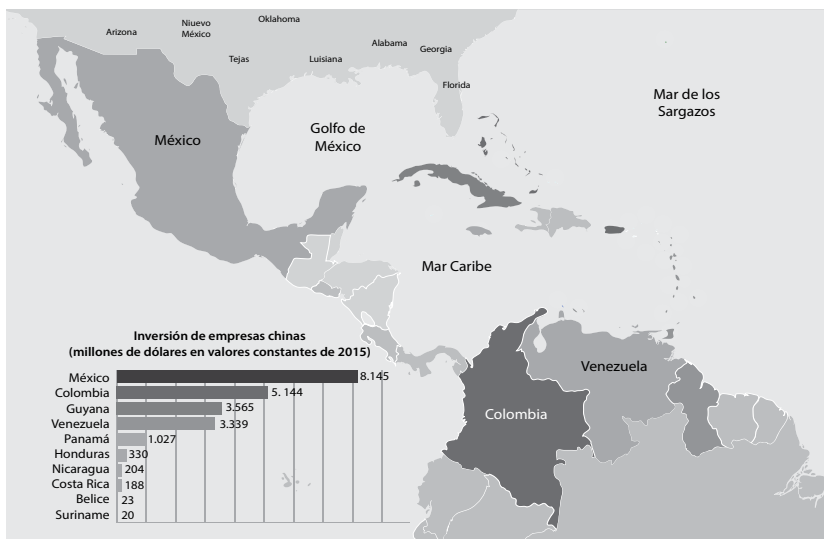 Oklahoma
Niuevo
México
Arizona
Alabama
Georgia
Tejas
Luisiana
Florida
Mar de los
Sargazos
Golfo de
México
México
Mar Caribe
Inversión de empresas chinas
(millones de dólares en valores constantes de 2015)
Venezuela
Colombia
México 8.145
Colombia 5. 144
Guyana 3.565
Venezuela 3.339
Panamá 1.027
Honduras 330
Nicaragua 204
Costa Rica 188
Belice 23
Suriname 20